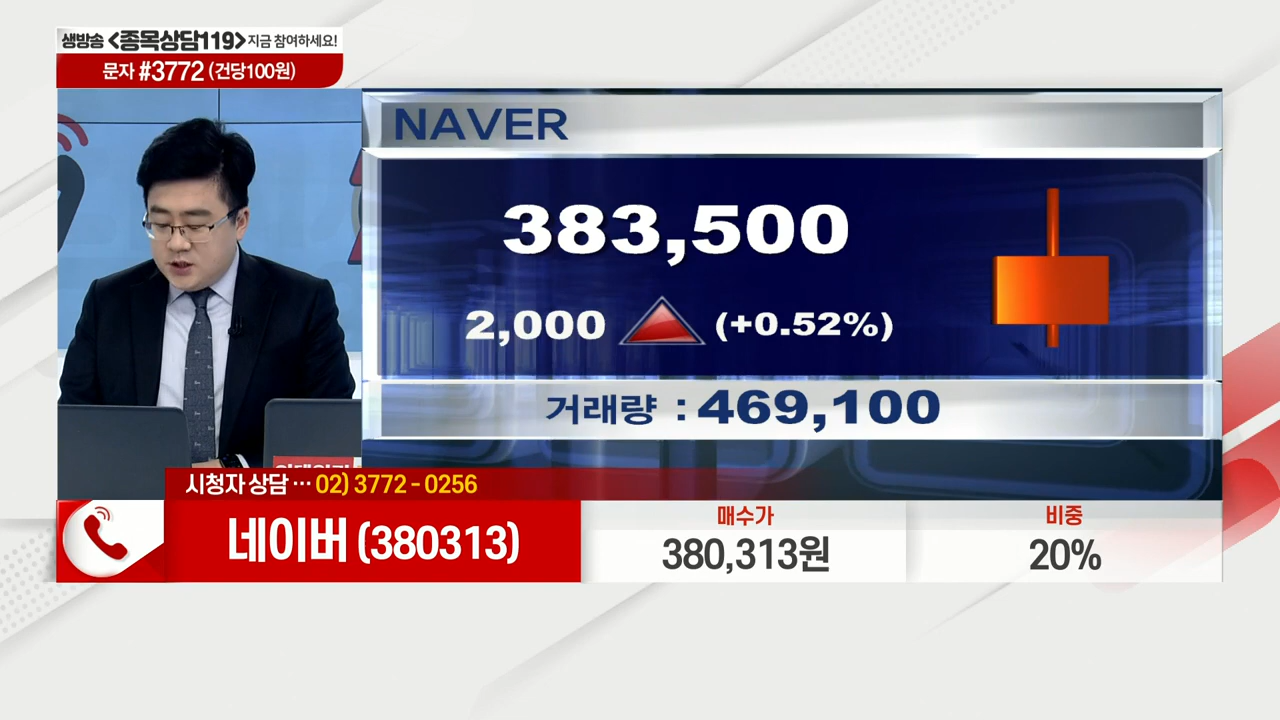 생방송 <종목상담119> 지금 참여하세요!
문자 #3772 (건당100원)
NAVER
383,500
2,000 (+0.52%)
거래량 : 469,100
시청자 상담 … 02) 3772 - 0256
네이버 (380313)
매수가
380,313원
비중
20%